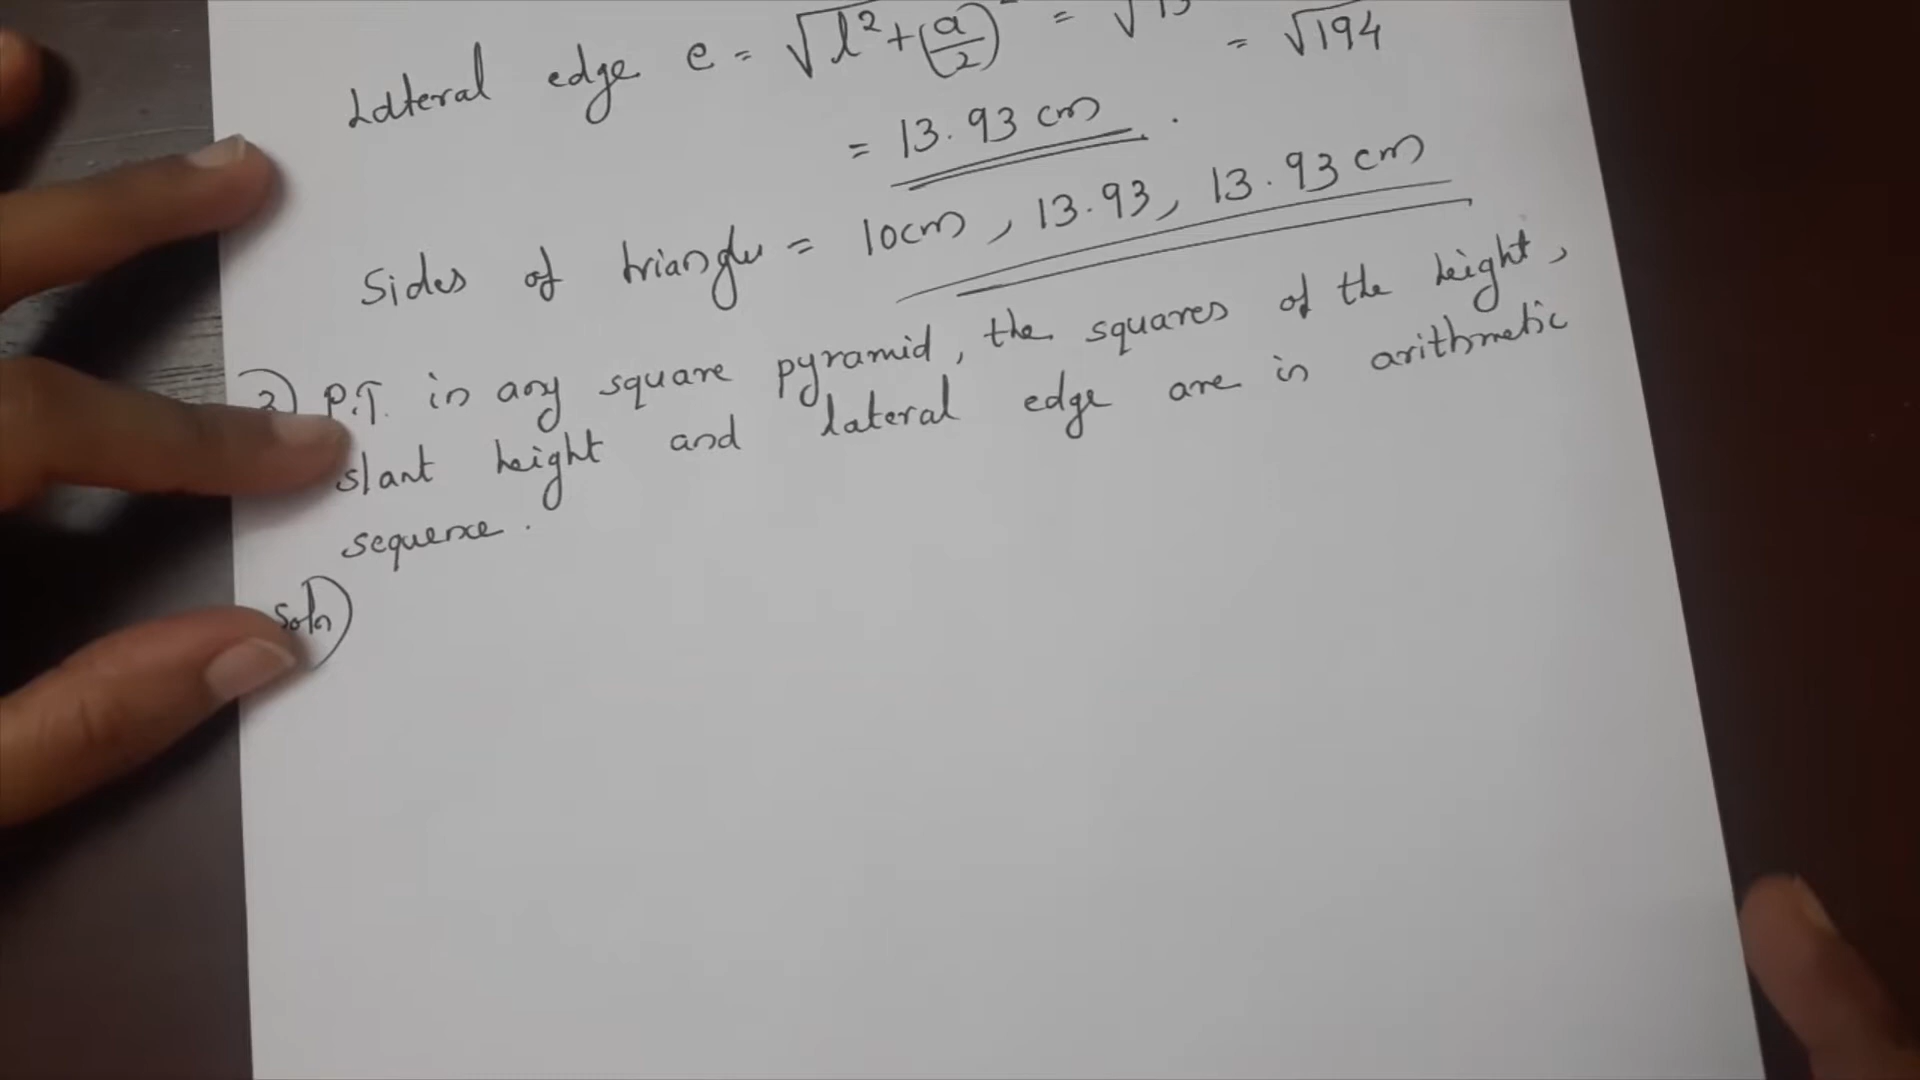 Lateral edge e = √l² + (a/2)² = √13
= √194
= 13.93 cm.
Sides of triangle = 10cm, 13.93, 13.93 cm
P.T. in any square pyramid, the squares of the height,
slant height and lateral edge are in arithmetic
sequence.
Soln)